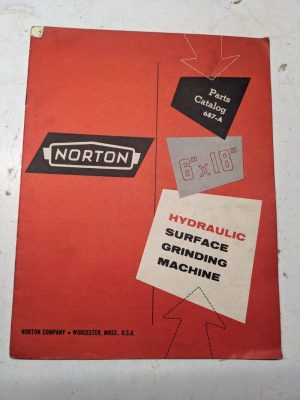 Parts
Catalog
687-A
NORTON
6" x 18"
HYDRAULIC
SURFACE
GRINDING
MACHINE
NORTON COMPANY • WORCESTER, MASS., U.S.A.